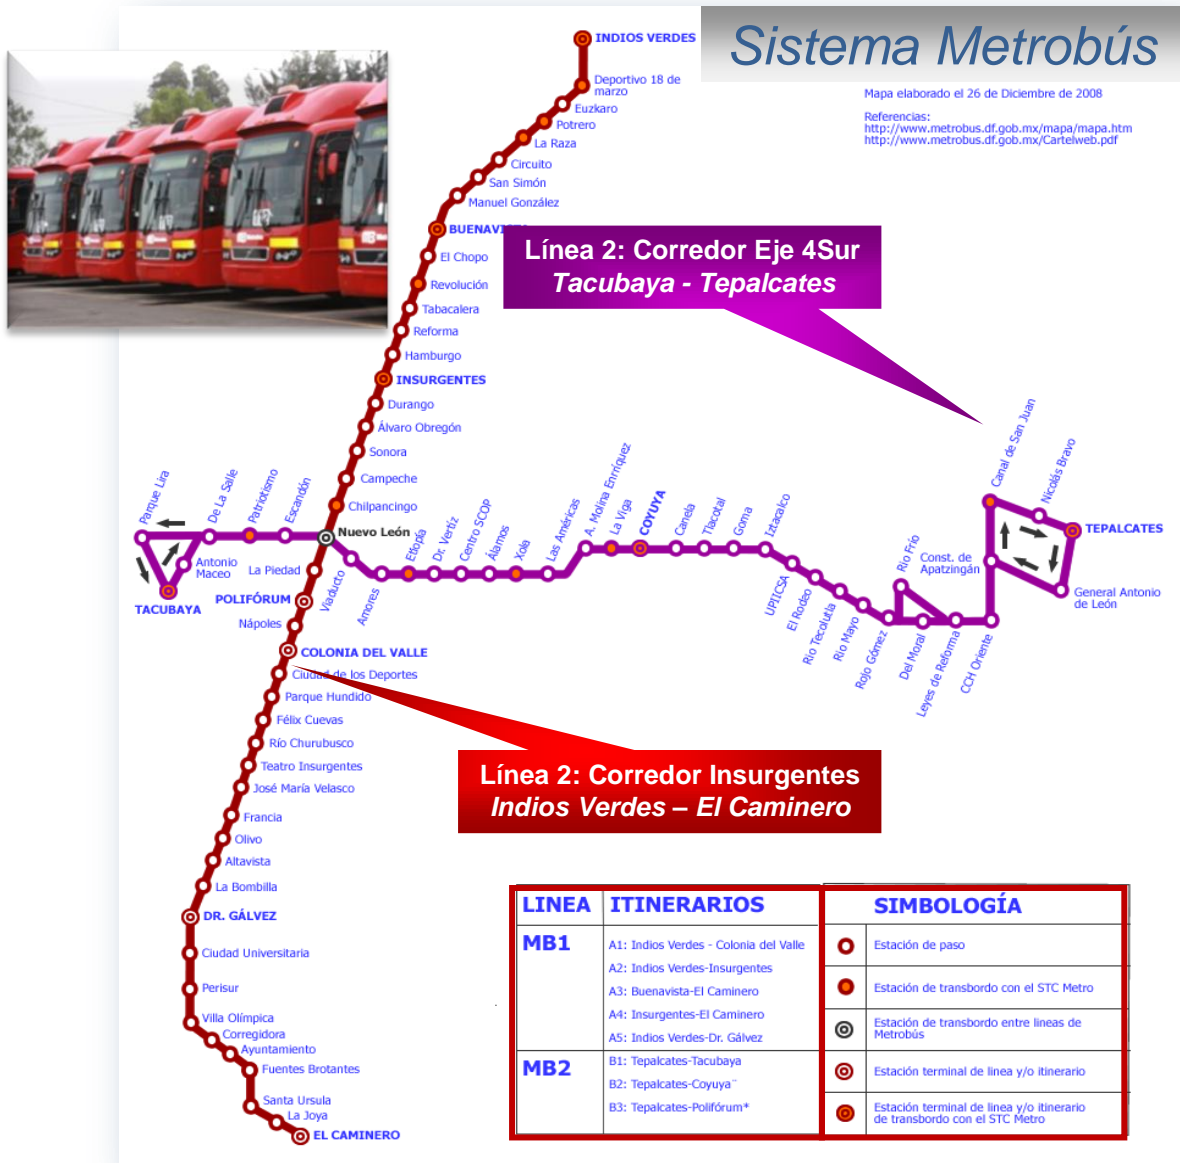 Sistema Metrobús
Mapa elaborado el 26 de Diciembre de 2008
Referencias:
http://www.metrobus.df.gob.mx/mapa/mapa.htm
http://www.metrobus.df.gob.mx/Cartelweb.pdf
INDIOS VERDES
Deportivo 18 de
marzo
Euzkaro
Potrero
La Raza
Circuito
San Simón
Manuel González
BUENAVISTA
Línea 2: Corredor Eje 4Sur
Tacubaya - Tepalcates
El Chopo
Revolución
Tabacalera
Reforma
Hamburgo
INSURGENTES
Durango
Álvaro Obregón
Sonora
Campeche
Chilpancingo
Nuevo León
Parque Lira
De La Salle
Patriotismo
Escandón
Antonio
Maceo
TACUBAYA
La Piedad
POLIFÓRUM
Nápoles
COLONIA DEL VALLE
Viaducto
Amores
Etiopía
Dr. Vertíz
Centro SCOP
Álamos
Xola
Las Américas
A. Molina Enrríquez
La Viga
COYUYA
Canela
Tlacotal
Goma
Iztacalco
UPIICSA
El Rodeo
Rio Tecolutla
Rio Mayo
Rojo Gómez
Rio Frío
Del Moral
Leyes de Reforma
CCH Oriente
Const. de
Apatzingán
Canal de San Juan
Nicolás Bravo
TEPALCATES
General Antonio
de León
Ciudad de los Deportes
Parque Hundido
Félix Cuevas
Río Churubusco
Teatro Insurgentes
José María Velasco
Francia
Olivo
Altavista
La Bombilla
DR. GÁLVEZ
Ciudad Universitaria
Perisur
Villa Olímpica
Corregidora
Ayuntamiento
Fuentes Brotantes
Santa Ursula
La Joya
EL CAMINERO
Línea 2: Corredor Insurgentes
Indios Verdes – El Caminero
LINEA ITINERARIOS
MB1
A1: Indios Verdes - Colonia del Valle
A2: Indios Verdes-Insurgentes
A3: Buenavista-El Caminero
A4: Insurgentes-El Caminero
A5: Indios Verdes-Dr. Gálvez
MB2
B1: Tepalcates-Tacubaya
B2: Tepalcates-Coyuya¨
B3: Tepalcates-Polifórum*
SIMBOLOGÍA
Estación de paso
Estación de transbordo con el STC Metro
Estación de transbordo entre lineas de
Metrobús
Estación terminal de linea y/o itinerario
Estación terminal de linea y/o itinerario
de transbordo con el STC Metro